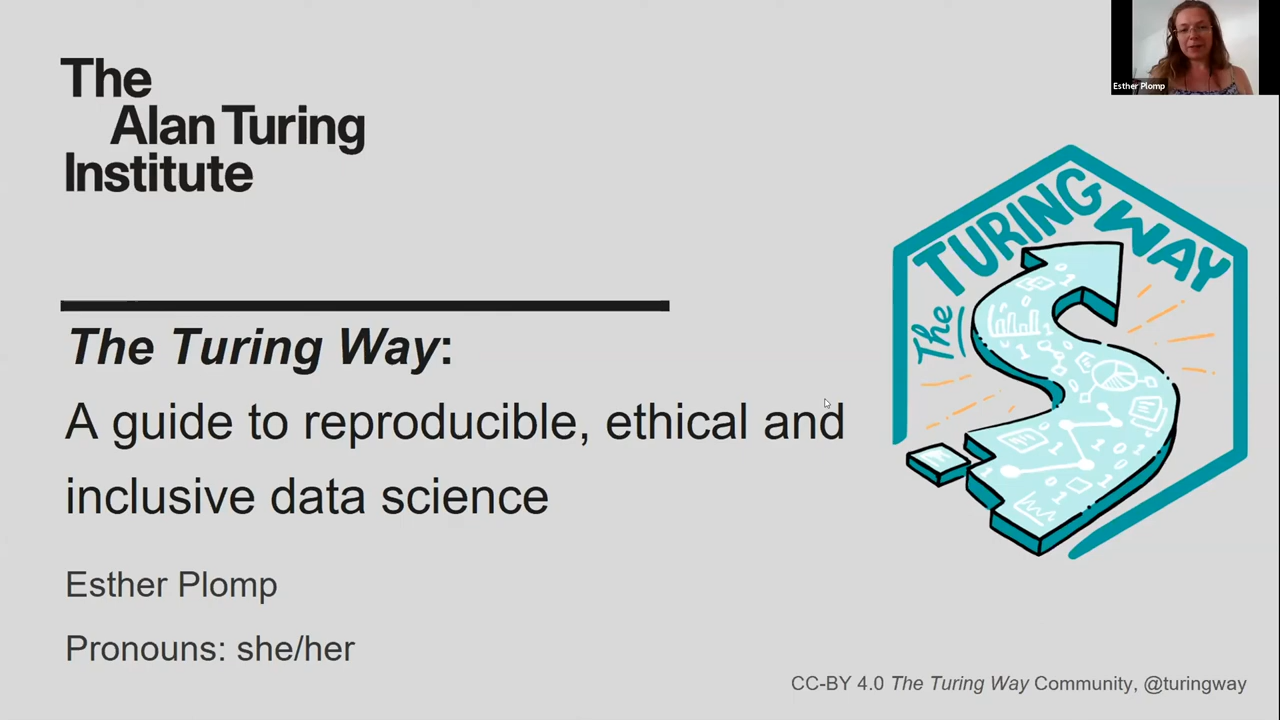 The
Alan Turing
Institute
Esther Plomp
The
TURING
WAY
The Turing Way:
A guide to reproducible, ethical and
inclusive data science
Esther Plomp
Pronouns: she/her
CC-BY 4.0 The Turing Way Community, @turingway